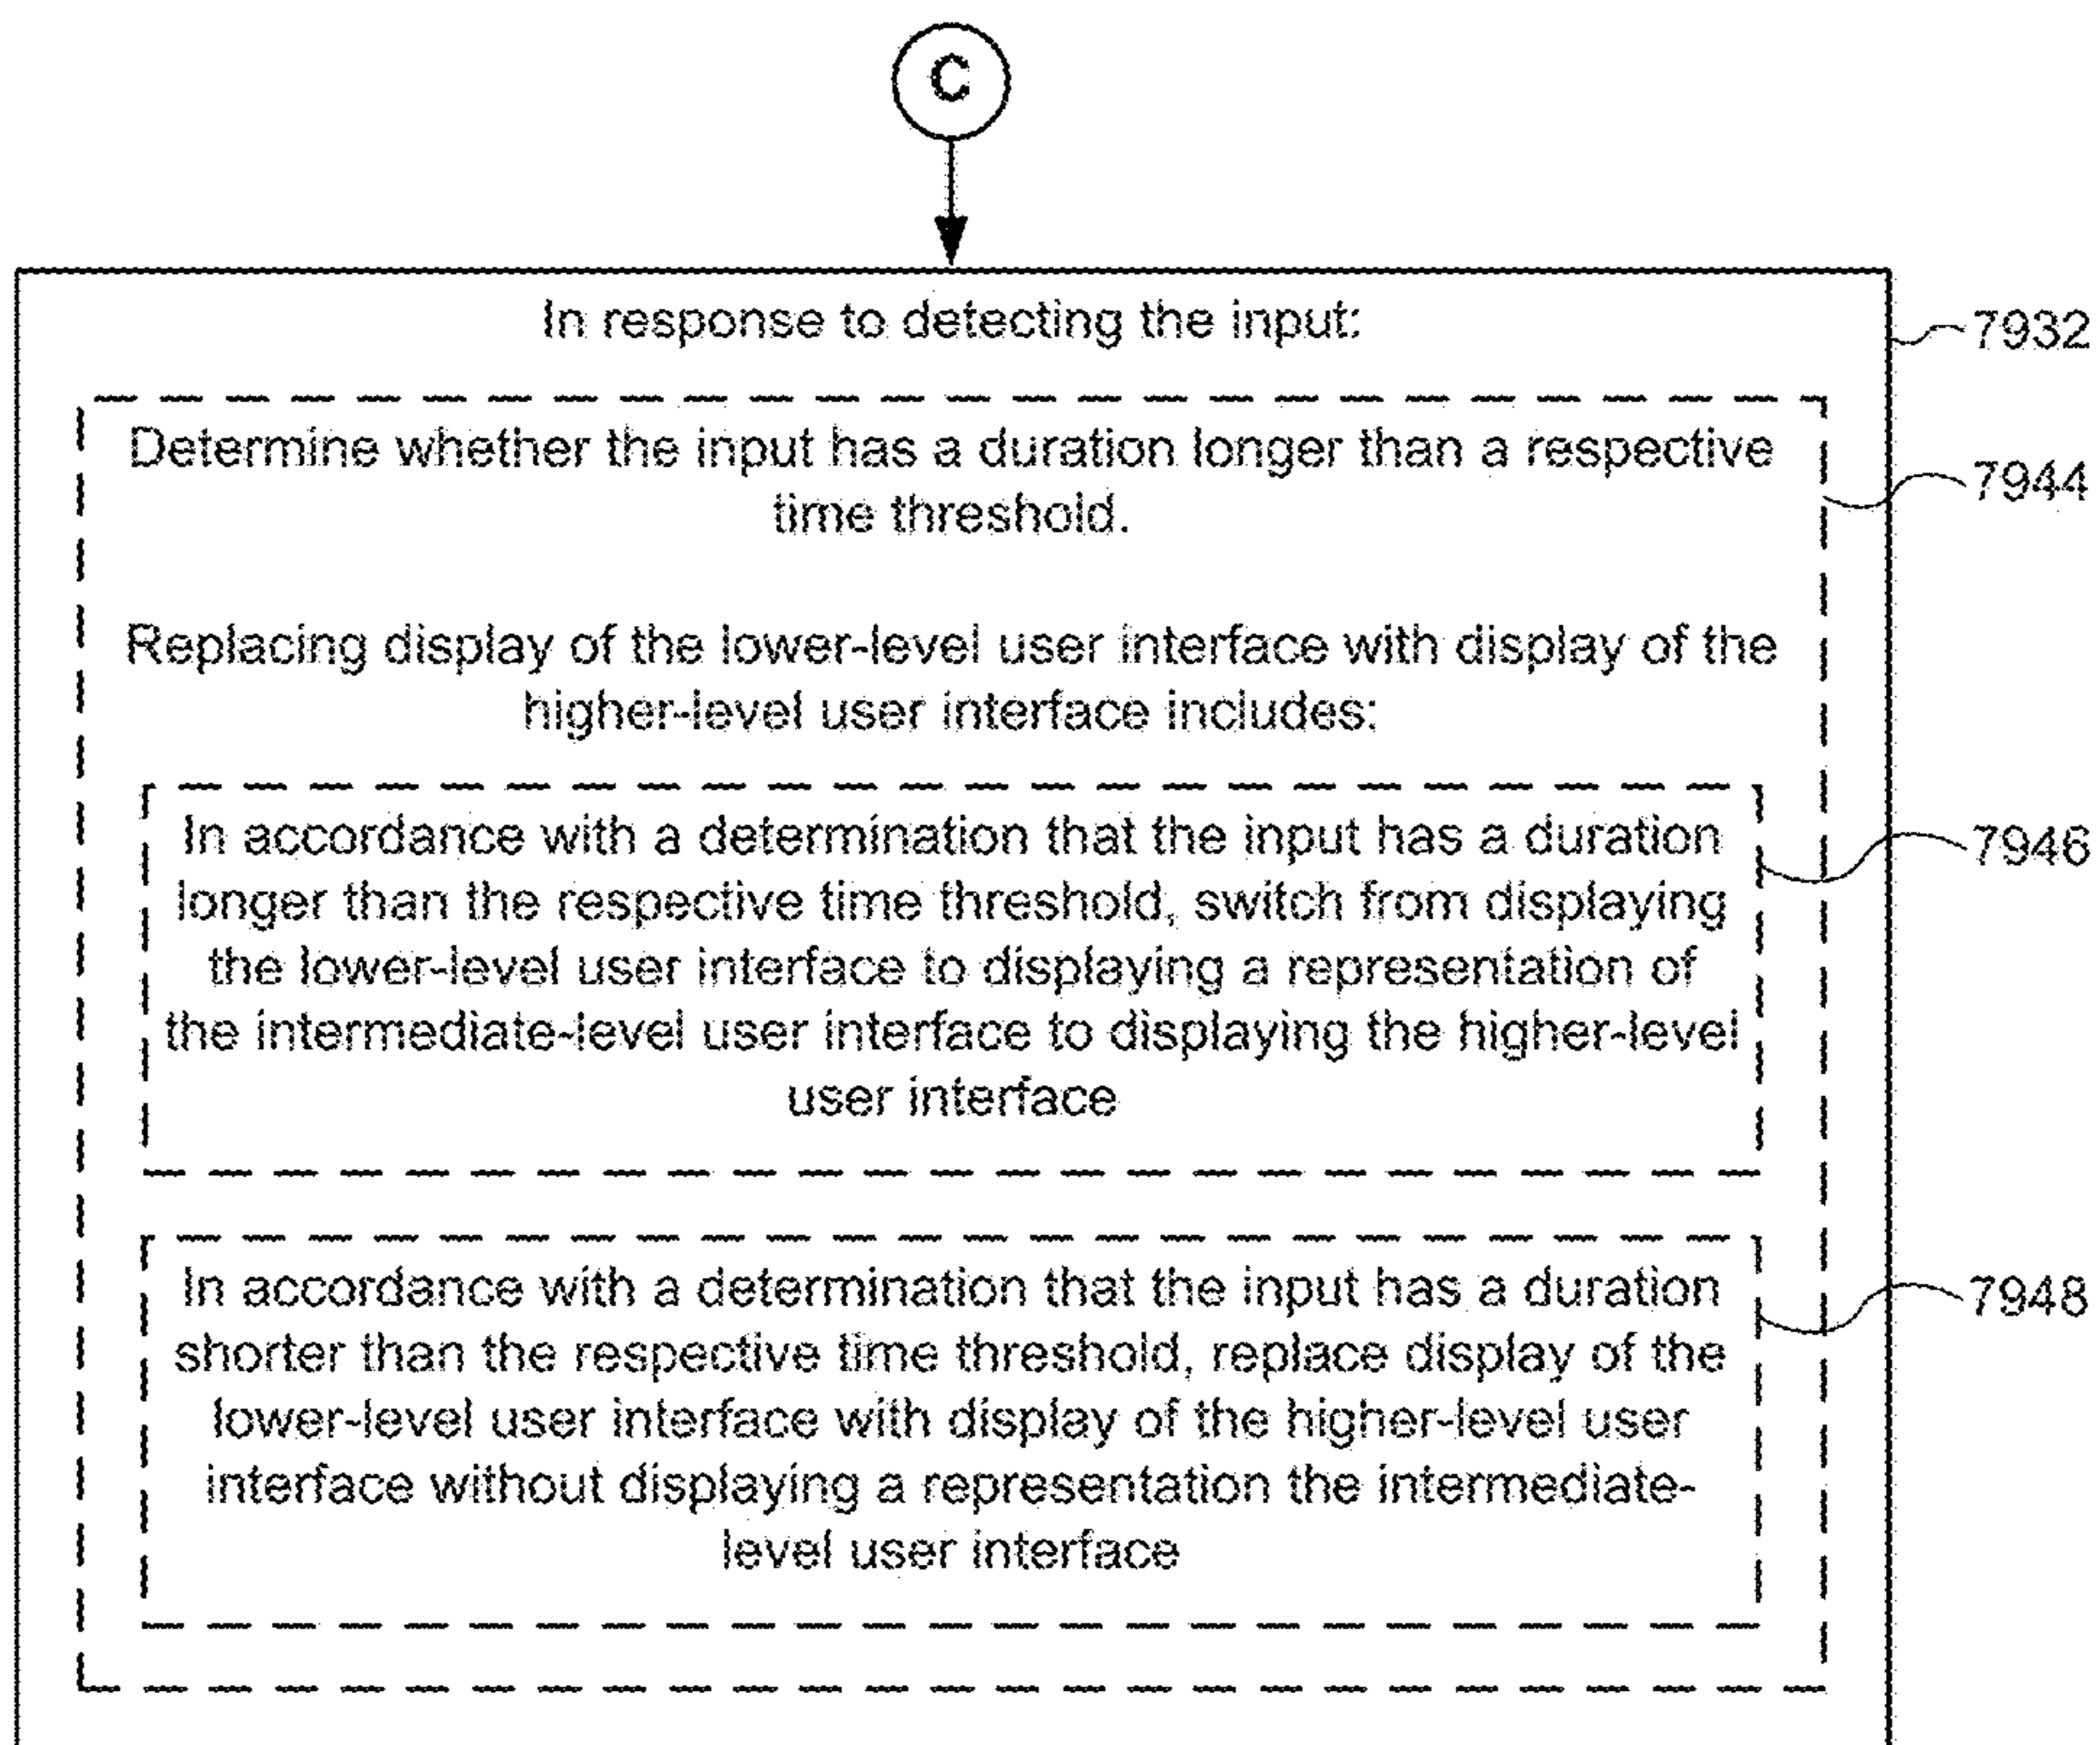 C
In response to detecting the input:
7932
Determine whether the input has a duration longer than a respective
time threshold.
7944
Replacing display of the lower-level user interface with display of the
higher-level user interface includes:
In accordance with a determination that the input has a duration
longer than the respective time threshold, switch from displaying
the lower-level user interface to displaying a representation of
the intermediate-level user interface to displaying the higher-level
user interface
7946
In accordance with a determination that the input has a duration
shorter than the respective time threshold, replace display of the
lower-level user interface with display of the higher-level user
interface without displaying a representation the intermediate-
level user interface
7948